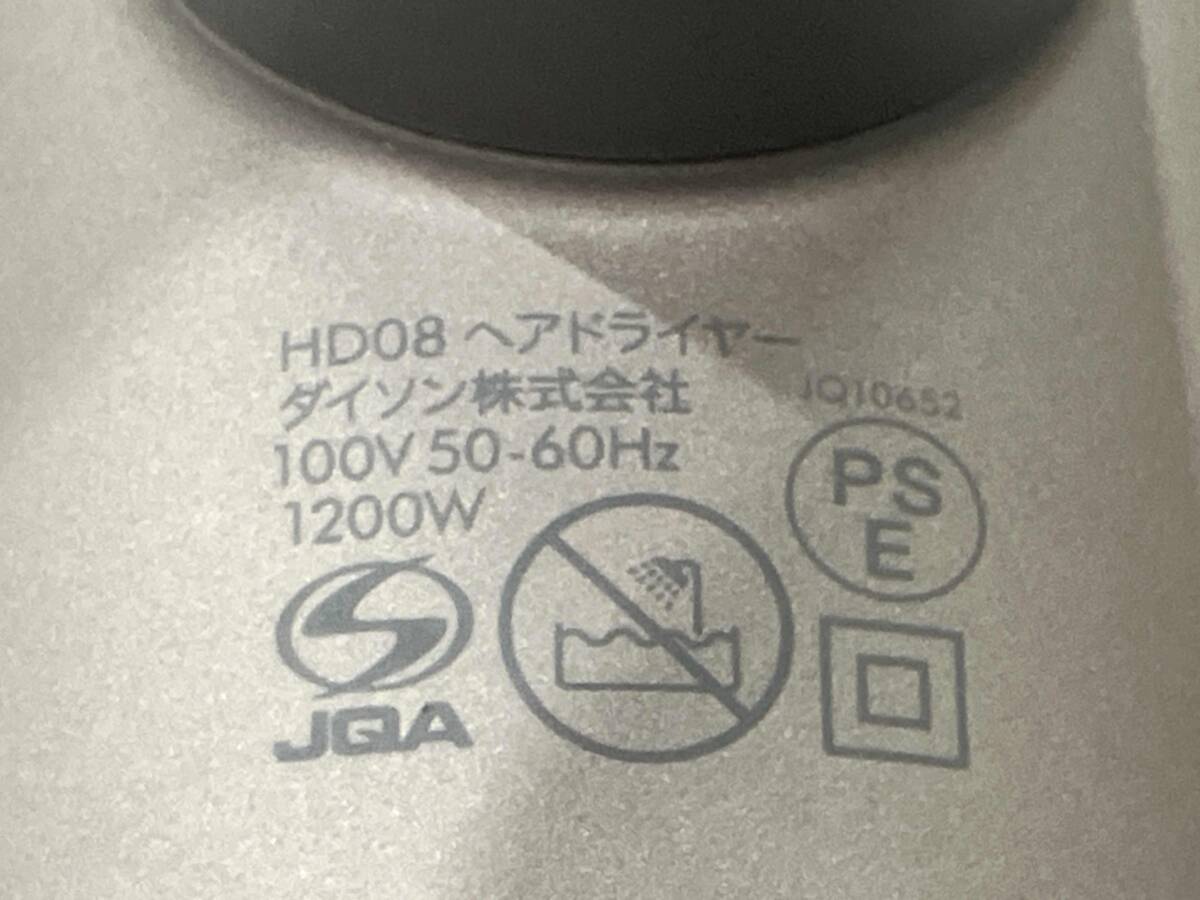 HD08 ヘアドライヤー
ダイソン株式会社
100V 50-60Hz
1200W
JQ10652
PS
E
JQA